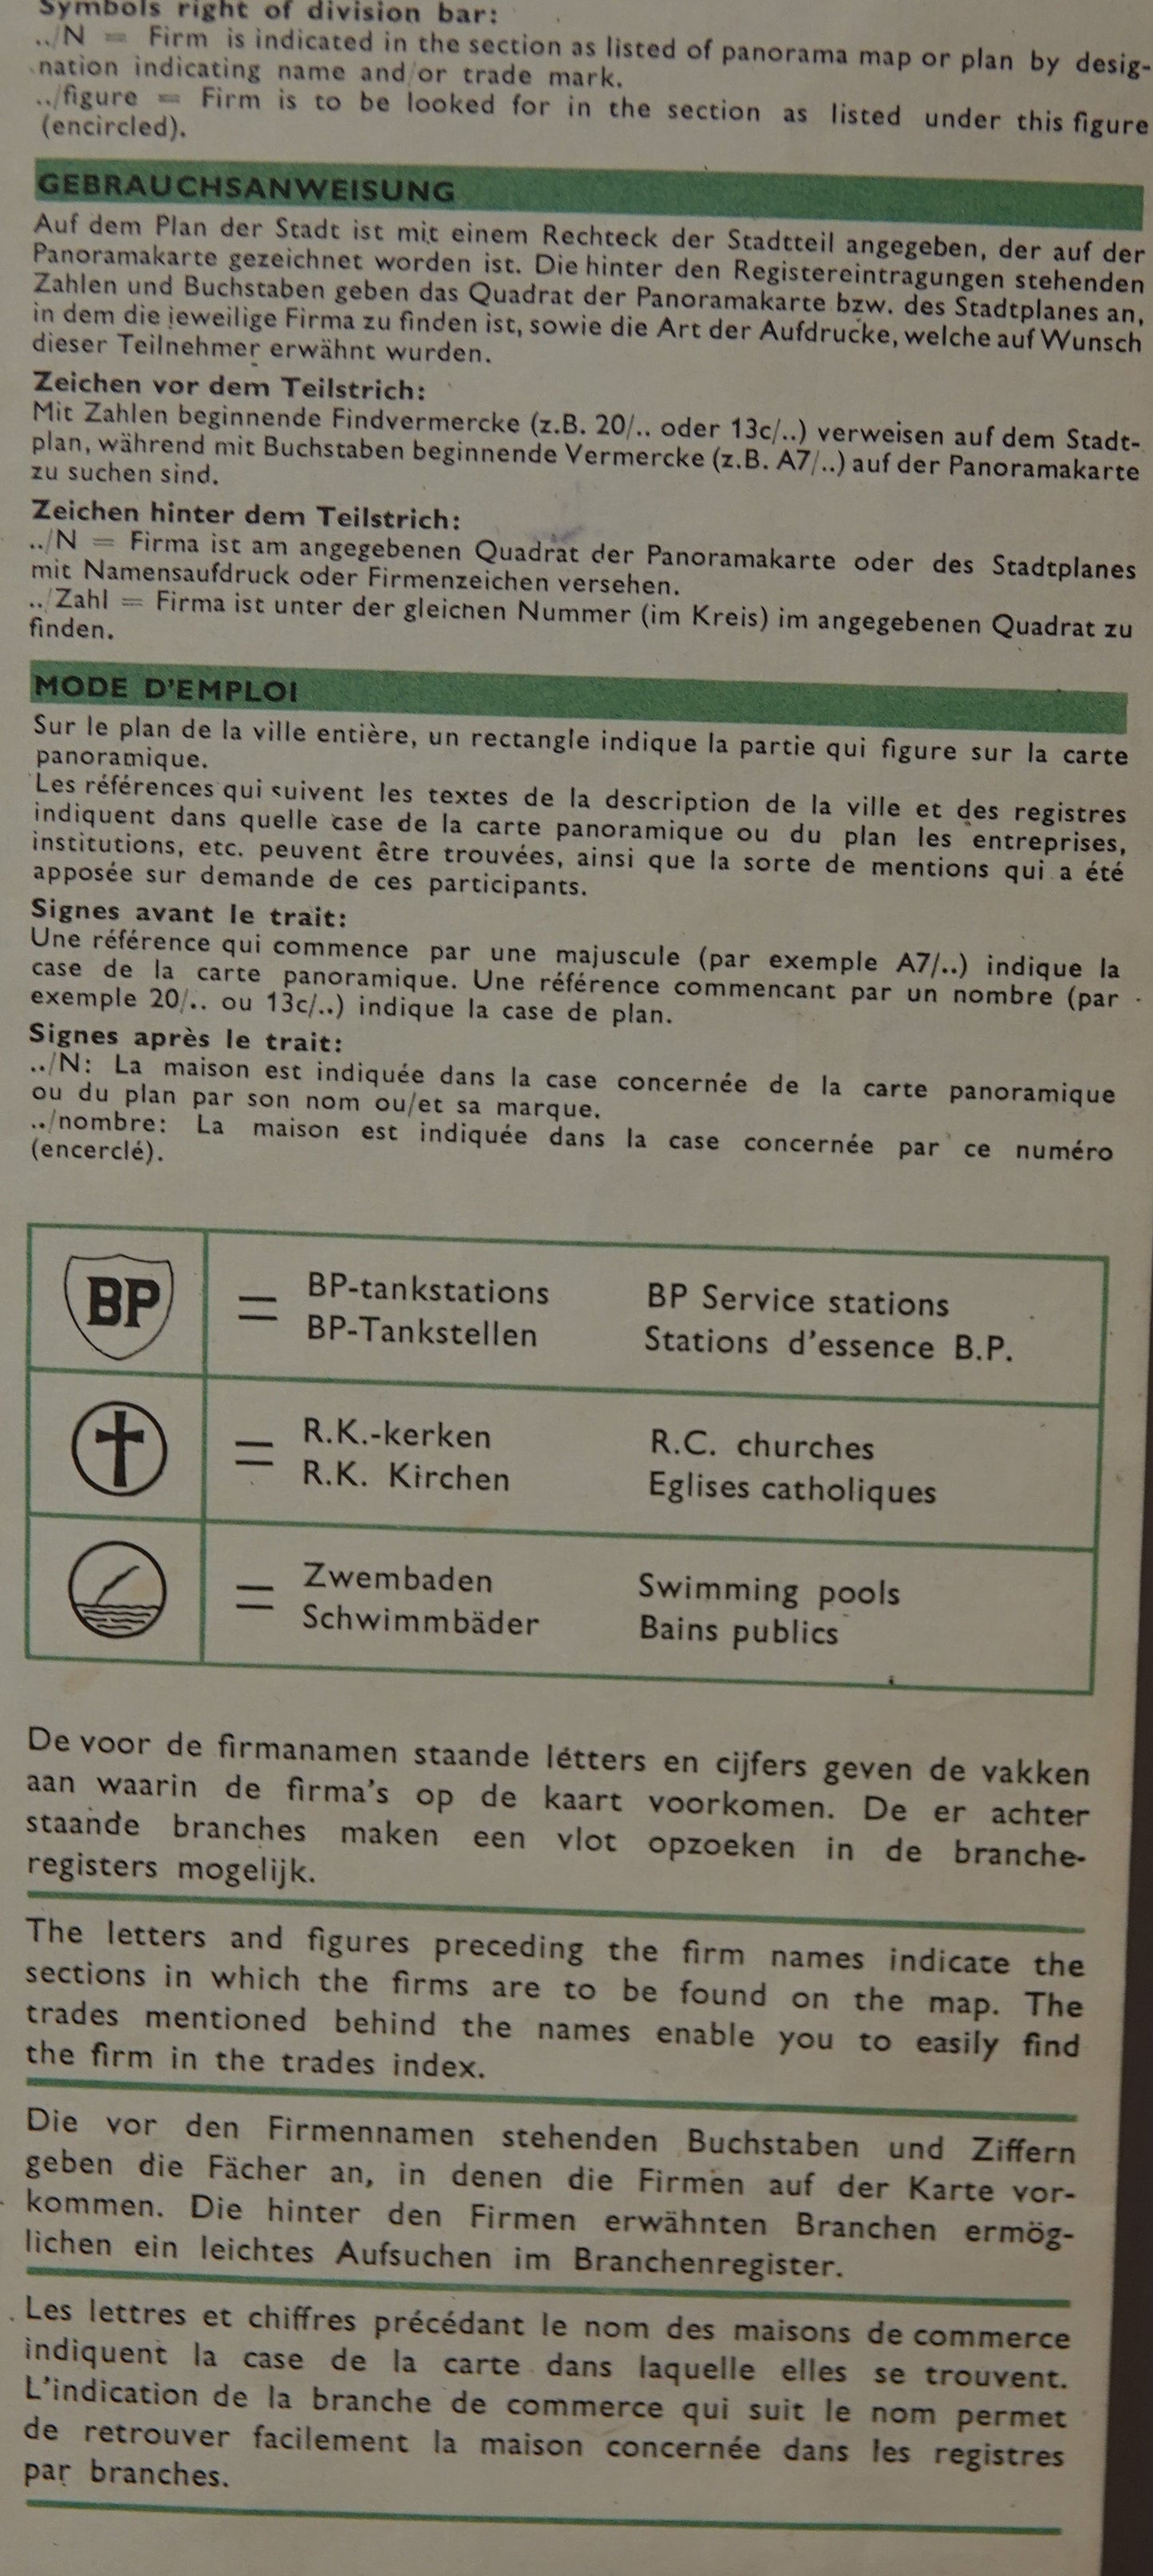 Symbols right of division bar:
../N = Firm is indicated in the section as listed of panorama map or plan by desig-
nation indicating name and/or trade mark.
../figure = Firm is to be looked for in the section as listed under this figure
(encircled).
GEBRAUCHSANWEISUNG
Auf dem Plan der Stadt ist mit einem Rechteck der Stadtteil angegeben, der auf der
Panoramakarte gezeichnet worden ist. Die hinter den Registereintragungen stehenden
Zahlen und Buchstaben geben das Quadrat der Panoramakarte bzw. des Stadtplanes an,
in dem die jeweilige Firma zu finden ist, sowie die Art der Aufdrucke, welche auf Wunsch
dieser Teilnehmer erwähnt wurden.
Zeichen vor dem Teilstrich:
Mit Zahlen beginnende Findvermercke (z.B. 20/.. oder 13c/..) verweisen auf dem Stadt-
plan, während mit Buchstaben beginnende Vermercke (z.B. A7/..) auf der Panoramakarte
zu suchen sind.
Zeichen hinter dem Teilstrich:
../N = Firma ist am angegebenen Quadrat der Panoramakarte oder des Stadtplanes
mit Namensaufdruck oder Firmenzeichen versehen.
../Zahl = Firma ist unter der gleichen Nummer (im Kreis) im angegebenen Quadrat zu
finden.
MODE D'EMPLOI
Sur le plan de la ville entière, un rectangle indique la partie qui figure sur la carte
panoramique.
Les références qui suivent les textes de la description de la ville et des registres
indiquent dans quelle case de la carte panoramique ou du plan les entreprises,
institutions, etc. peuvent être trouvées, ainsi que la sorte de mentions qui a été
apposée sur demande de ces participants.
Signes avant le trait:
Une référence qui commence par une majuscule (par exemple A7/..) indique la
case de la carte panoramique. Une référence commencant par un nombre (par
exemple 20/.. ou 13c/..) indique la case de plan.
Signes après le trait:
../N: La maison est indiquée dans la case concernée de la carte panoramique
ou du plan par son nom ou/et sa marque.
../nombre: La maison est indiquée dans la case concernée par ce numéro
(encerclé).
BP = BP-tankstations BP Service stations
BP-Tankstellen Stations d'essence B.P.
= R.K.-kerken R.C. churches
R.K. Kirchen Eglises catholiques
= Zwembaden Swimming pools
Schwimmbäder Bains publics
De voor de firmanamen staande létters en cijfers geven de vakken
aan waarin de firma's op de kaart voorkomen. De er achter
staande branches maken een vlot opzoeken in de branche-
registers mogelijk.
The letters and figures preceding the firm names indicate the
sections in which the firms are to be found on the map. The
trades mentioned behind the names enable you to easily find
the firm in the trades index.
Die vor den Firmennamen stehenden Buchstaben und Ziffern
geben die Fächer an, in denen die Firmen auf der Karte vor-
kommen. Die hinter den Firmen erwähnten Branchen ermög-
lichen ein leichtes Aufsuchen im Branchenregister.
Les lettres et chiffres précédant le nom des maisons de commerce
indiquent la case de la carte dans laquelle elles se trouvent.
L'indication de la branche de commerce qui suit le nom permet
de retrouver facilement la maison concernée dans les registres
par branches.